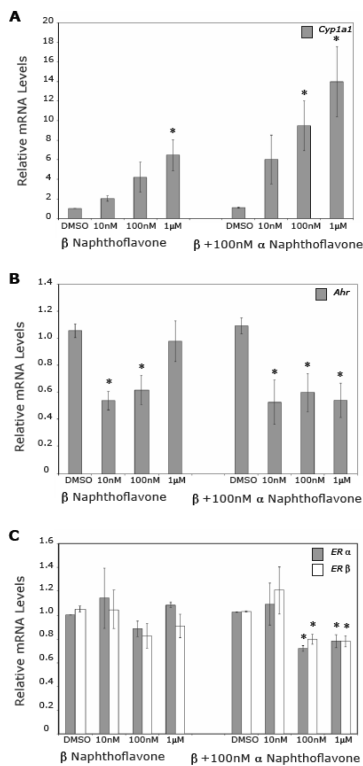 A
Cyp1a1
Relative mRNA Levels
20
18
16
14
12
10
8
6
4
2
0
* * *
DMSO 10nM 100nM 1µM DMSO 10nM 100nM 1µM
β Naphthoflavone β +100nM α Naphthoflavone
B
Ahr
Relative mRNA Levels
1.4
1.2
1.0
0.8
0.6
0.4
0.2
0
* * * * *
DMSO 10nM 100nM 1µM DMSO 10nM 100nM 1µM
β Naphthoflavone β +100nM α Naphthoflavone
C
ER α
ER β
Relative mRNA Levels
1.6
1.4
1.2
1.0
0.8
0.6
0.4
0.2
0
* * * *
DMSO 10nM 100nM 1µM DMSO 10nM 100nM 1µM
β Naphthoflavone β +100nM α Naphthoflavone